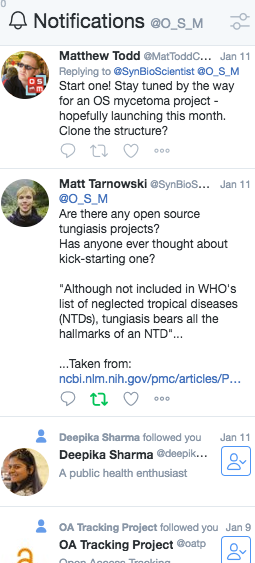 Notifications @O_S_M
Matthew Todd @MatToddC... Jan 11
Replying to @SynBioScientist @O_S_M
Start one! Stay tuned by the way
for an OS mycetoma project -
hopefully launching this month.
Clone the structure?
Matt Tarnowski @SynBioS... Jan 11
@O_S_M
Are there any open source
tungiasis projects?
Has anyone ever thought about
kick-starting one?
"Although not included in WHO's
list of neglected tropical diseases
(NTDs), tungiasis bears all the
hallmarks of an NTD"...
...Taken from:
ncbi.nlm.nih.gov/pmc/articles/P...
Deepika Sharma followed you Jan 11
Deepika Sharma @deepik...
A public health enthusiast
OA Tracking Project followed you Jan 9
OA Tracking Project @oatp
Open Access Tracking